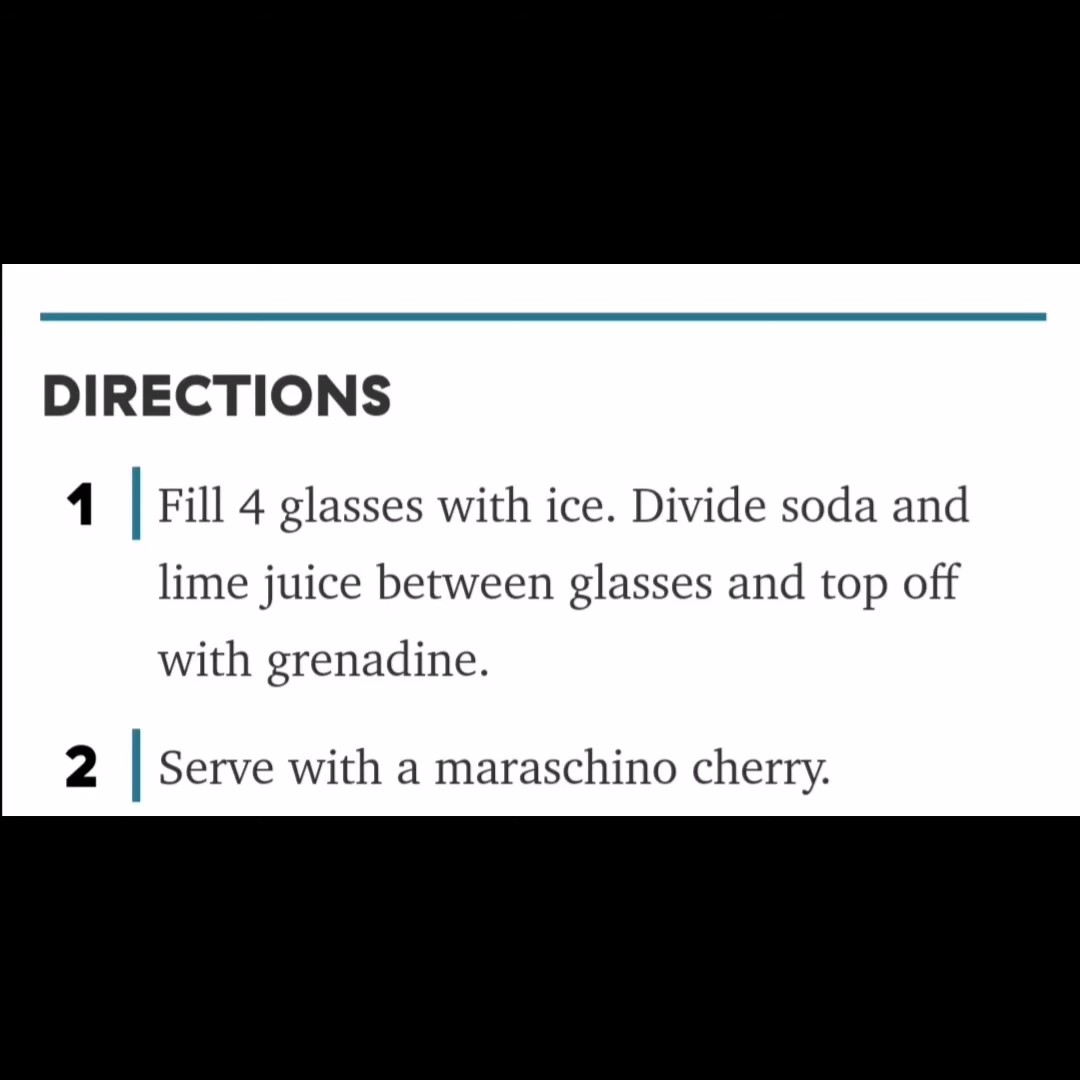 DIRECTIONS
1 Fill 4 glasses with ice. Divide soda and
lime juice between glasses and top off
with grenadine.
2 Serve with a maraschino cherry.